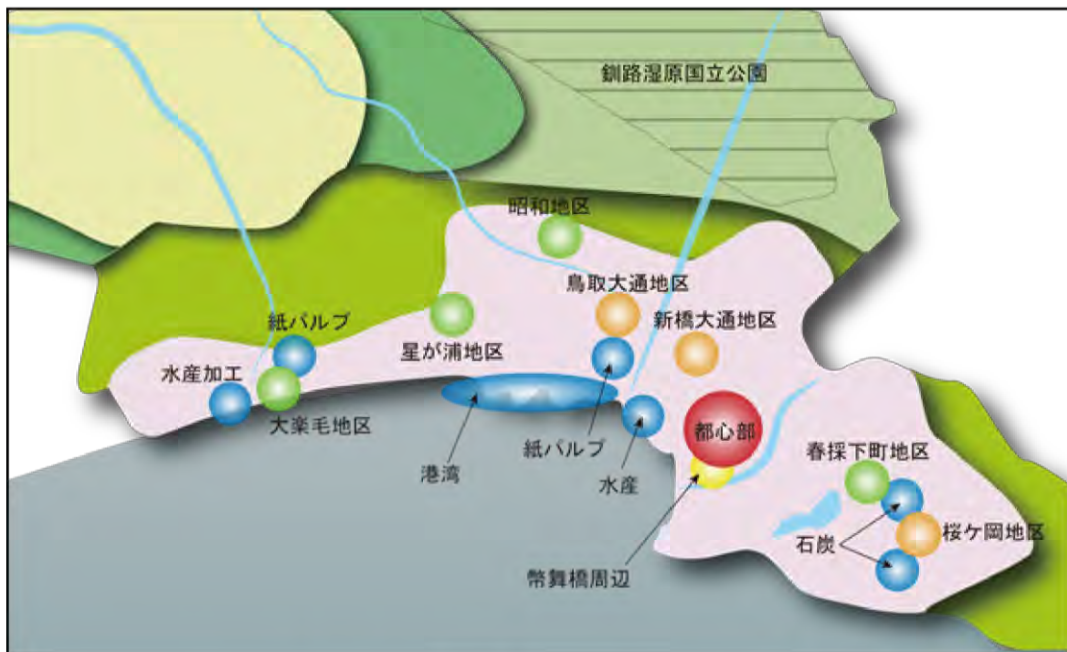 釧路湿原国立公園
昭和地区
鳥取大通地区
新橋大通地区
紙パルプ
星が浦地区
水産加工
大楽毛地区
都心部
春採下町地区
港湾
紙パルプ
水産
石炭
桜ケ岡地区
幣舞橋周辺